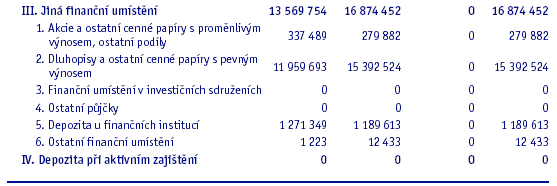 III. Jiná finanční umístění 13 569 754 16 874 452 0 16 874 452
1. Akcie a ostatní cenné papíry s proměnlivým
výnosem, ostatní podíly 337 489 279 882 0 279 882
2. Dluhopisy a ostatní cenné papíry s pevným
výnosem 11 959 693 15 392 524 0 15 392 524
3. Finanční umístění v investičních sdruženích 0 0 0 0
4. Ostatní půjčky 0 0 0 0
5. Depozita u finančních institucí 1 271 349 1 189 613 0 1 189 613
6. Ostatní finanční umístění 1 223 12 433 0 12 433
IV. Depozita při aktivním zajištění 0 0 0 0